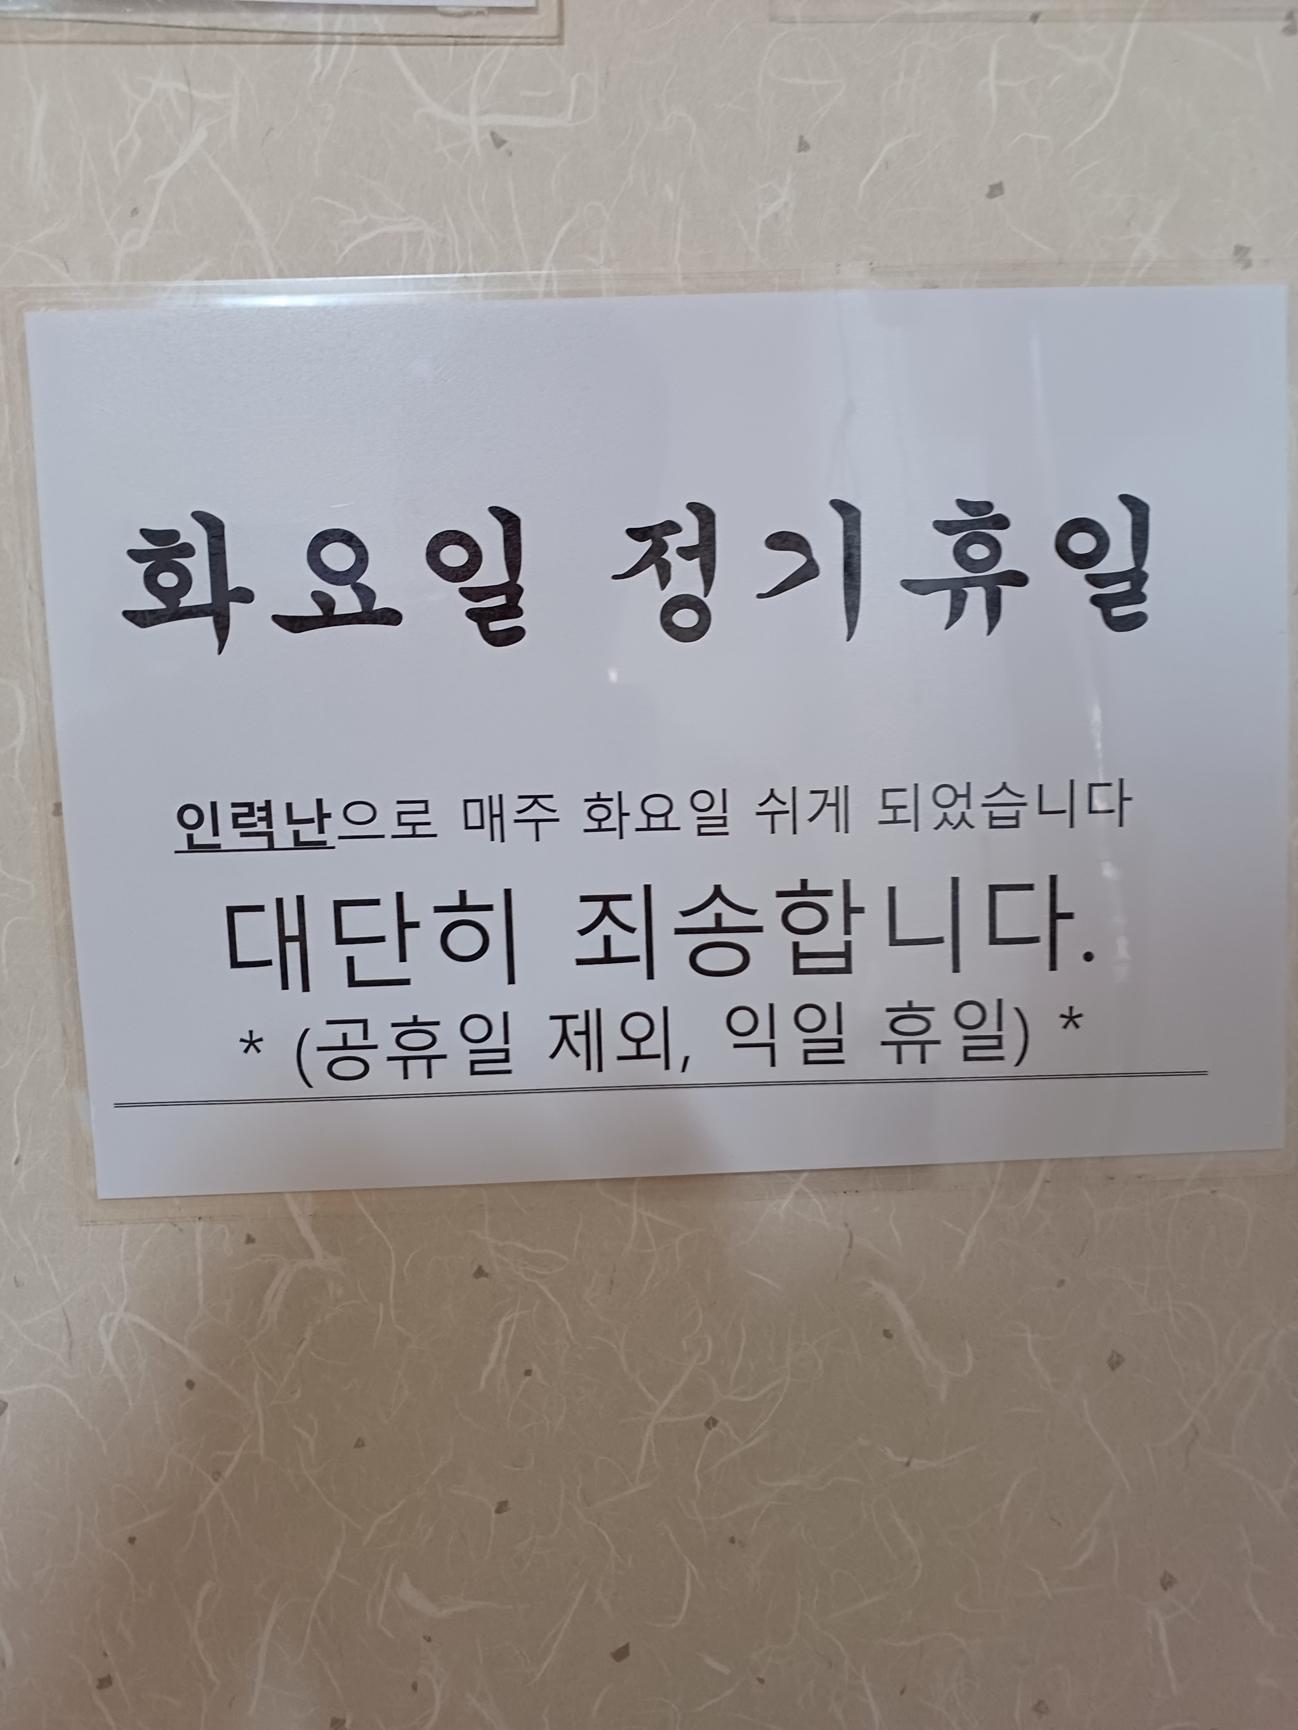 화요일 정기휴일
인력난으로 매주 화요일 쉬게 되었습니다
대단히 죄송합니다.
* (공휴일 제외, 익일 휴일) *